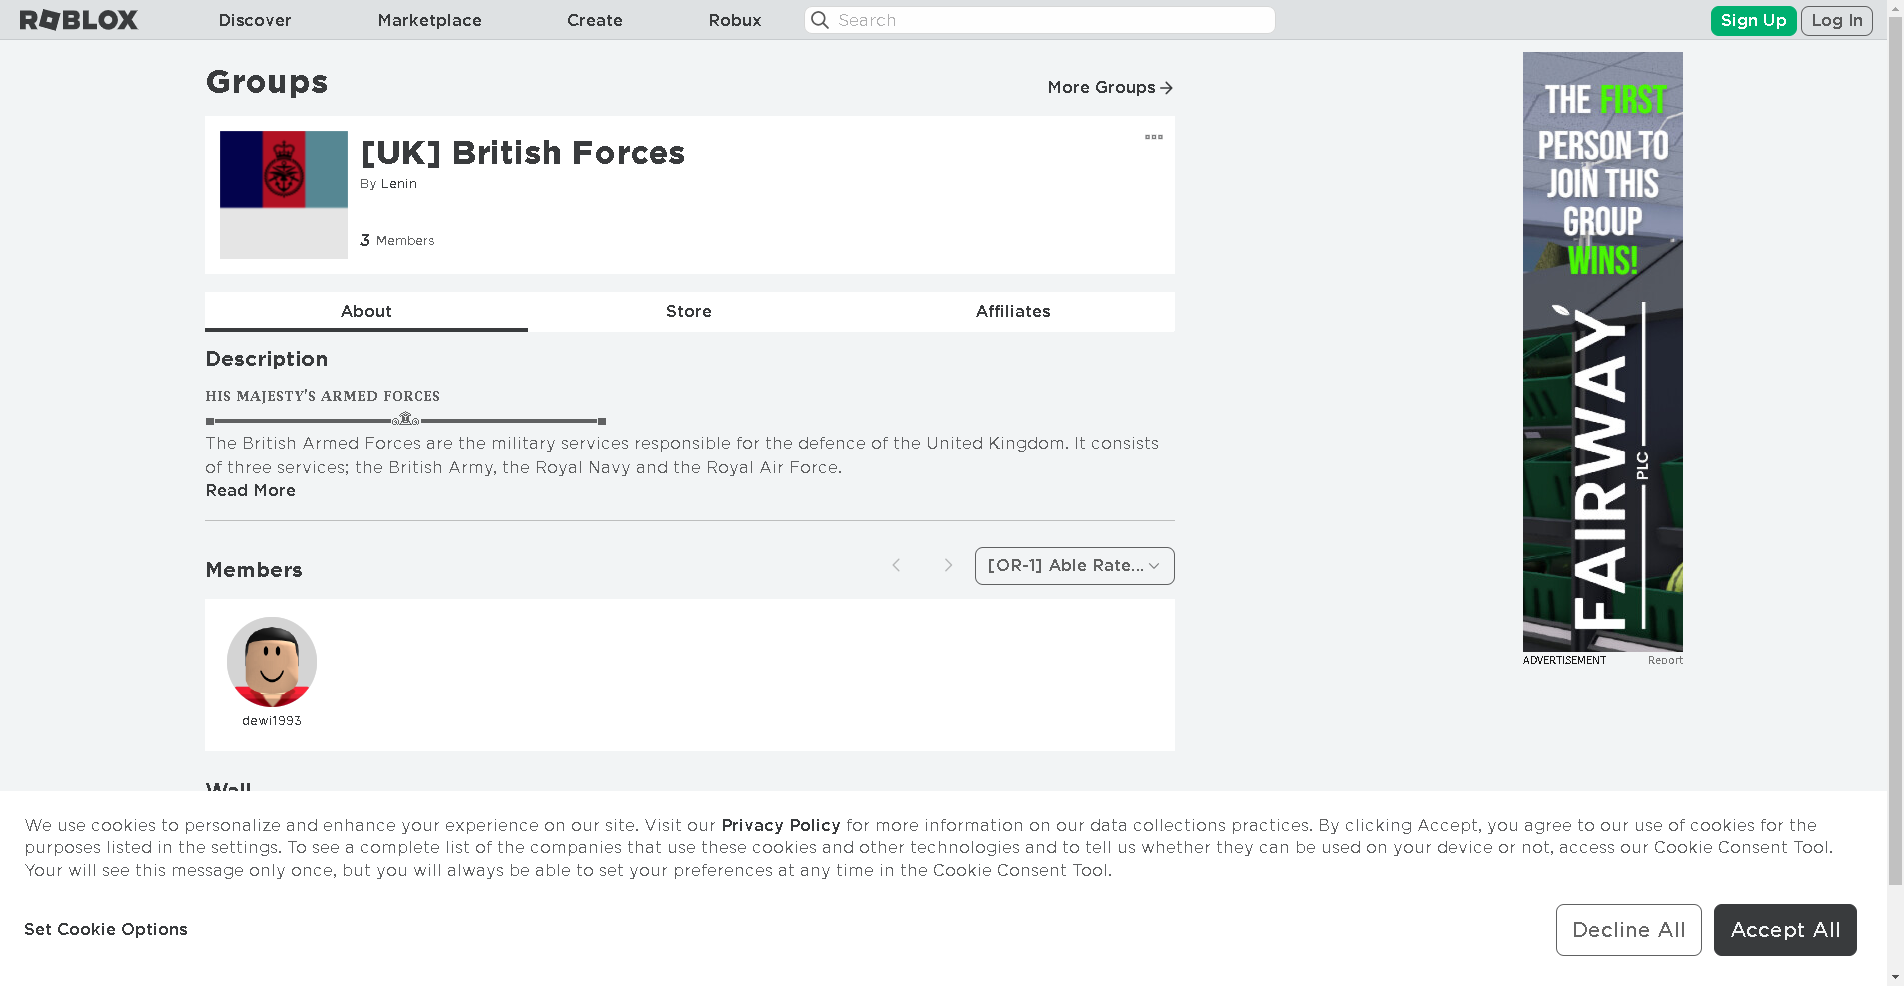 ROBLOX
Discover
Marketplace
Create
Robux
Search
Sign Up
Log In
Groups
More Groups
[UK] British Forces
By Lenin
3 Members
About
Store
Affiliates
Description
HIS MAJESTY'S ARMED FORCES
The British Armed Forces are the military services responsible for the defence of the United Kingdom. It consists
of three services; the British Army, the Royal Navy and the Royal Air Force.
Read More
Members
[OR-1] Able Rate...
dewi1993
Wall
THE FIRST
PERSON TO
JOIN THIS
GROUP
WINS!
FAIRWAY
PLC
ADVERTISEMENT
Report
We use cookies to personalize and enhance your experience on our site. Visit our Privacy Policy for more information on our data collections practices. By clicking Accept, you agree to our use of cookies for the
purposes listed in the settings. To see a complete list of the companies that use these cookies and other technologies and to tell us whether they can be used on your device or not, access our Cookie Consent Tool.
Your will see this message only once, but you will always be able to set your preferences at any time in the Cookie Consent Tool.
Set Cookie Options
Decline All
Accept All